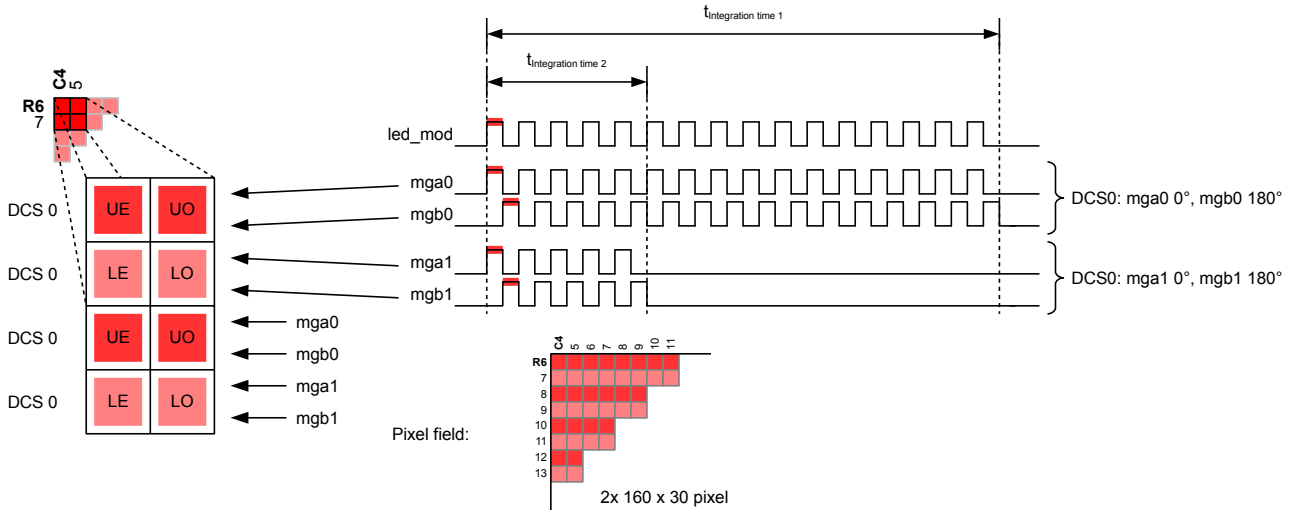 tIntegration time 1
tIntegration time 2
C4
5
R6
7
led_mod
mga0
mgb0
DCS0: mga0 0°, mgb0 180°
mga1
mgb1
DCS0: mga1 0°, mgb1 180°
DCS 0 UE UO
DCS 0 LE LO
DCS 0 UE UO
DCS 0 LE LO
mga0
mgb0
mga1
mgb1
C4 5 6 7 8 9 10 11
R6
7
8
9
10
11
12
13
Pixel field:
2x 160 x 30 pixel